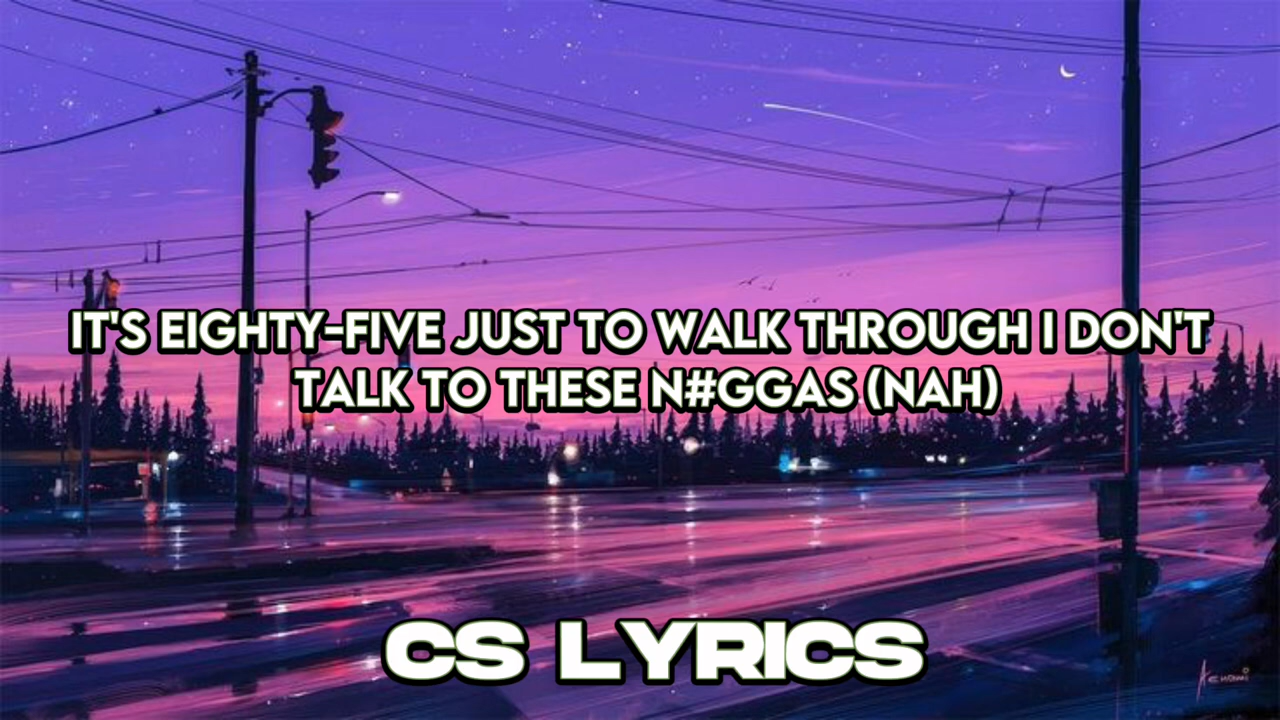 IT'S EIGHTY-FIVE JUST TO WALK THROUGH I DON'T
TALK TO THESE N#GGAS (NAH)
CS LYRICS